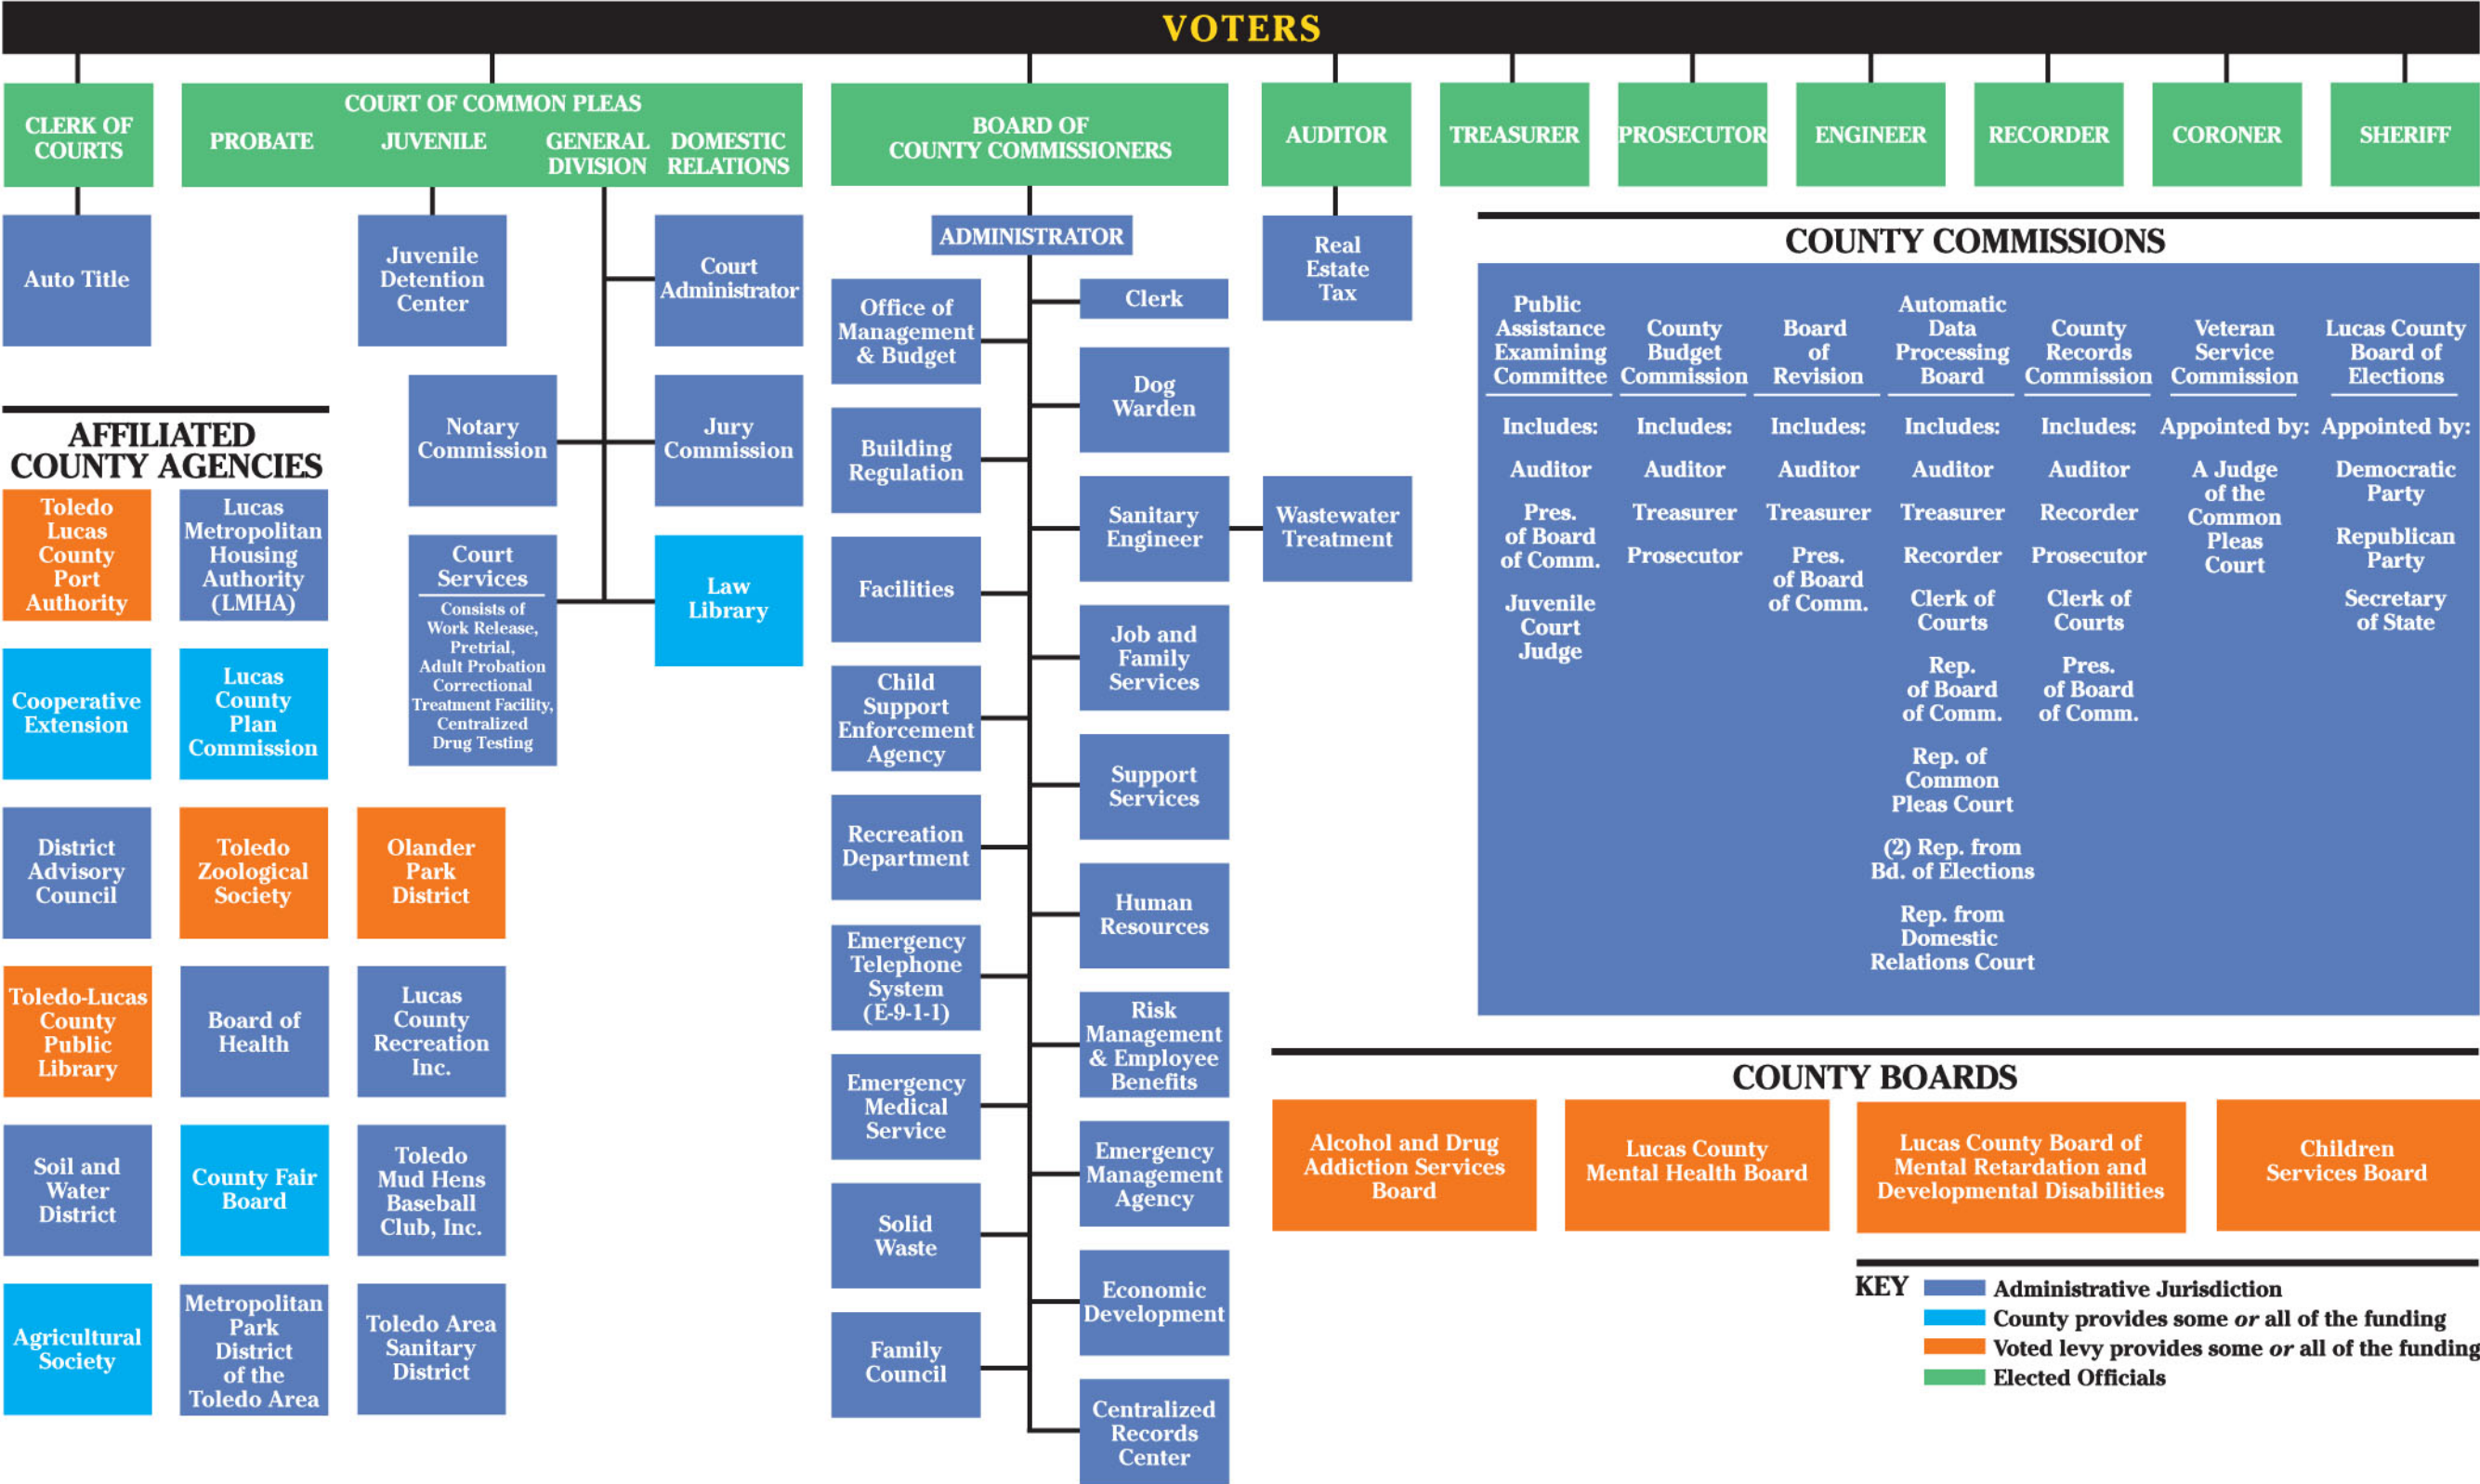 VOTERS
CLERK OF
COURTS
COURT OF COMMON PLEAS
PROBATE
JUVENILE
GENERAL
DIVISION
DOMESTIC
RELATIONS
BOARD OF
COUNTY COMMISSIONERS
AUDITOR
TREASURER
PROSECUTOR
ENGINEER
RECORDER
CORONER
SHERIFF
Auto Title
Juvenile
Detention
Center
Court
Administrator
Notary
Commission
Jury
Commission
Court
Services
Consists of
Work Release,
Pretrial,
Adult Probation
Correctional
Treatment Facility,
Centralized
Drug Testing
Law
Library
AFFILIATED
COUNTY AGENCIES
Toledo
Lucas
County
Port
Authority
Lucas
Metropolitan
Housing
Authority
(LMHA)
Cooperative
Extension
Lucas
County
Plan
Commission
District
Advisory
Council
Toledo
Zoological
Society
Olander
Park
District
Toledo-Lucas
County
Public
Library
Board of
Health
Lucas
County
Recreation
Inc.
Soil and
Water
District
County Fair
Board
Toledo
Mud Hens
Baseball
Club, Inc.
Agricultural
Society
Metropolitan
Park
District
of the
Toledo Area
Toledo Area
Sanitary
District
ADMINISTRATOR
Office of
Management
& Budget
Clerk
Dog
Warden
Building
Regulation
Sanitary
Engineer
Wastewater
Treatment
Facilities
Job and
Family
Services
Child
Support
Enforcement
Agency
Support
Services
Recreation
Department
Human
Resources
Emergency
Telephone
System
(E-9-1-1)
Risk
Management
& Employee
Benefits
Emergency
Medical
Service
Emergency
Management
Agency
Solid
Waste
Economic
Development
Family
Council
Centralized
Records
Center
Real
Estate
Tax
COUNTY COMMISSIONS
Public
Assistance
Examining
Committee
Includes:
Auditor
Pres.
of Board
of Comm.
Juvenile
Court
Judge
County
Budget
Commission
Includes:
Auditor
Treasurer
Prosecutor
Board
of
Revision
Includes:
Auditor
Treasurer
Pres.
of Board
of Comm.
Automatic
Data
Processing
Board
Includes:
Auditor
Treasurer
Recorder
Clerk of
Courts
Rep.
of Board
of Comm.
Rep. of
Common
Pleas Court
(2) Rep. from
Bd. of Elections
Rep. from
Domestic
Relations Court
County
Records
Commission
Includes:
Auditor
Recorder
Prosecutor
Clerk of
Courts
Pres.
of Board
of Comm.
Veteran
Service
Commission
Appointed by:
A Judge
of the
Common
Pleas
Court
Lucas County
Board of
Elections
Appointed by:
Democratic
Party
Republican
Party
Secretary
of State
COUNTY BOARDS
Alcohol and Drug
Addiction Services
Board
Lucas County
Mental Health Board
Lucas County Board of
Mental Retardation and
Developmental Disabilities
Children
Services Board
KEY
Administrative Jurisdiction
County provides some or all of the funding
Voted levy provides some or all of the funding
Elected Officials